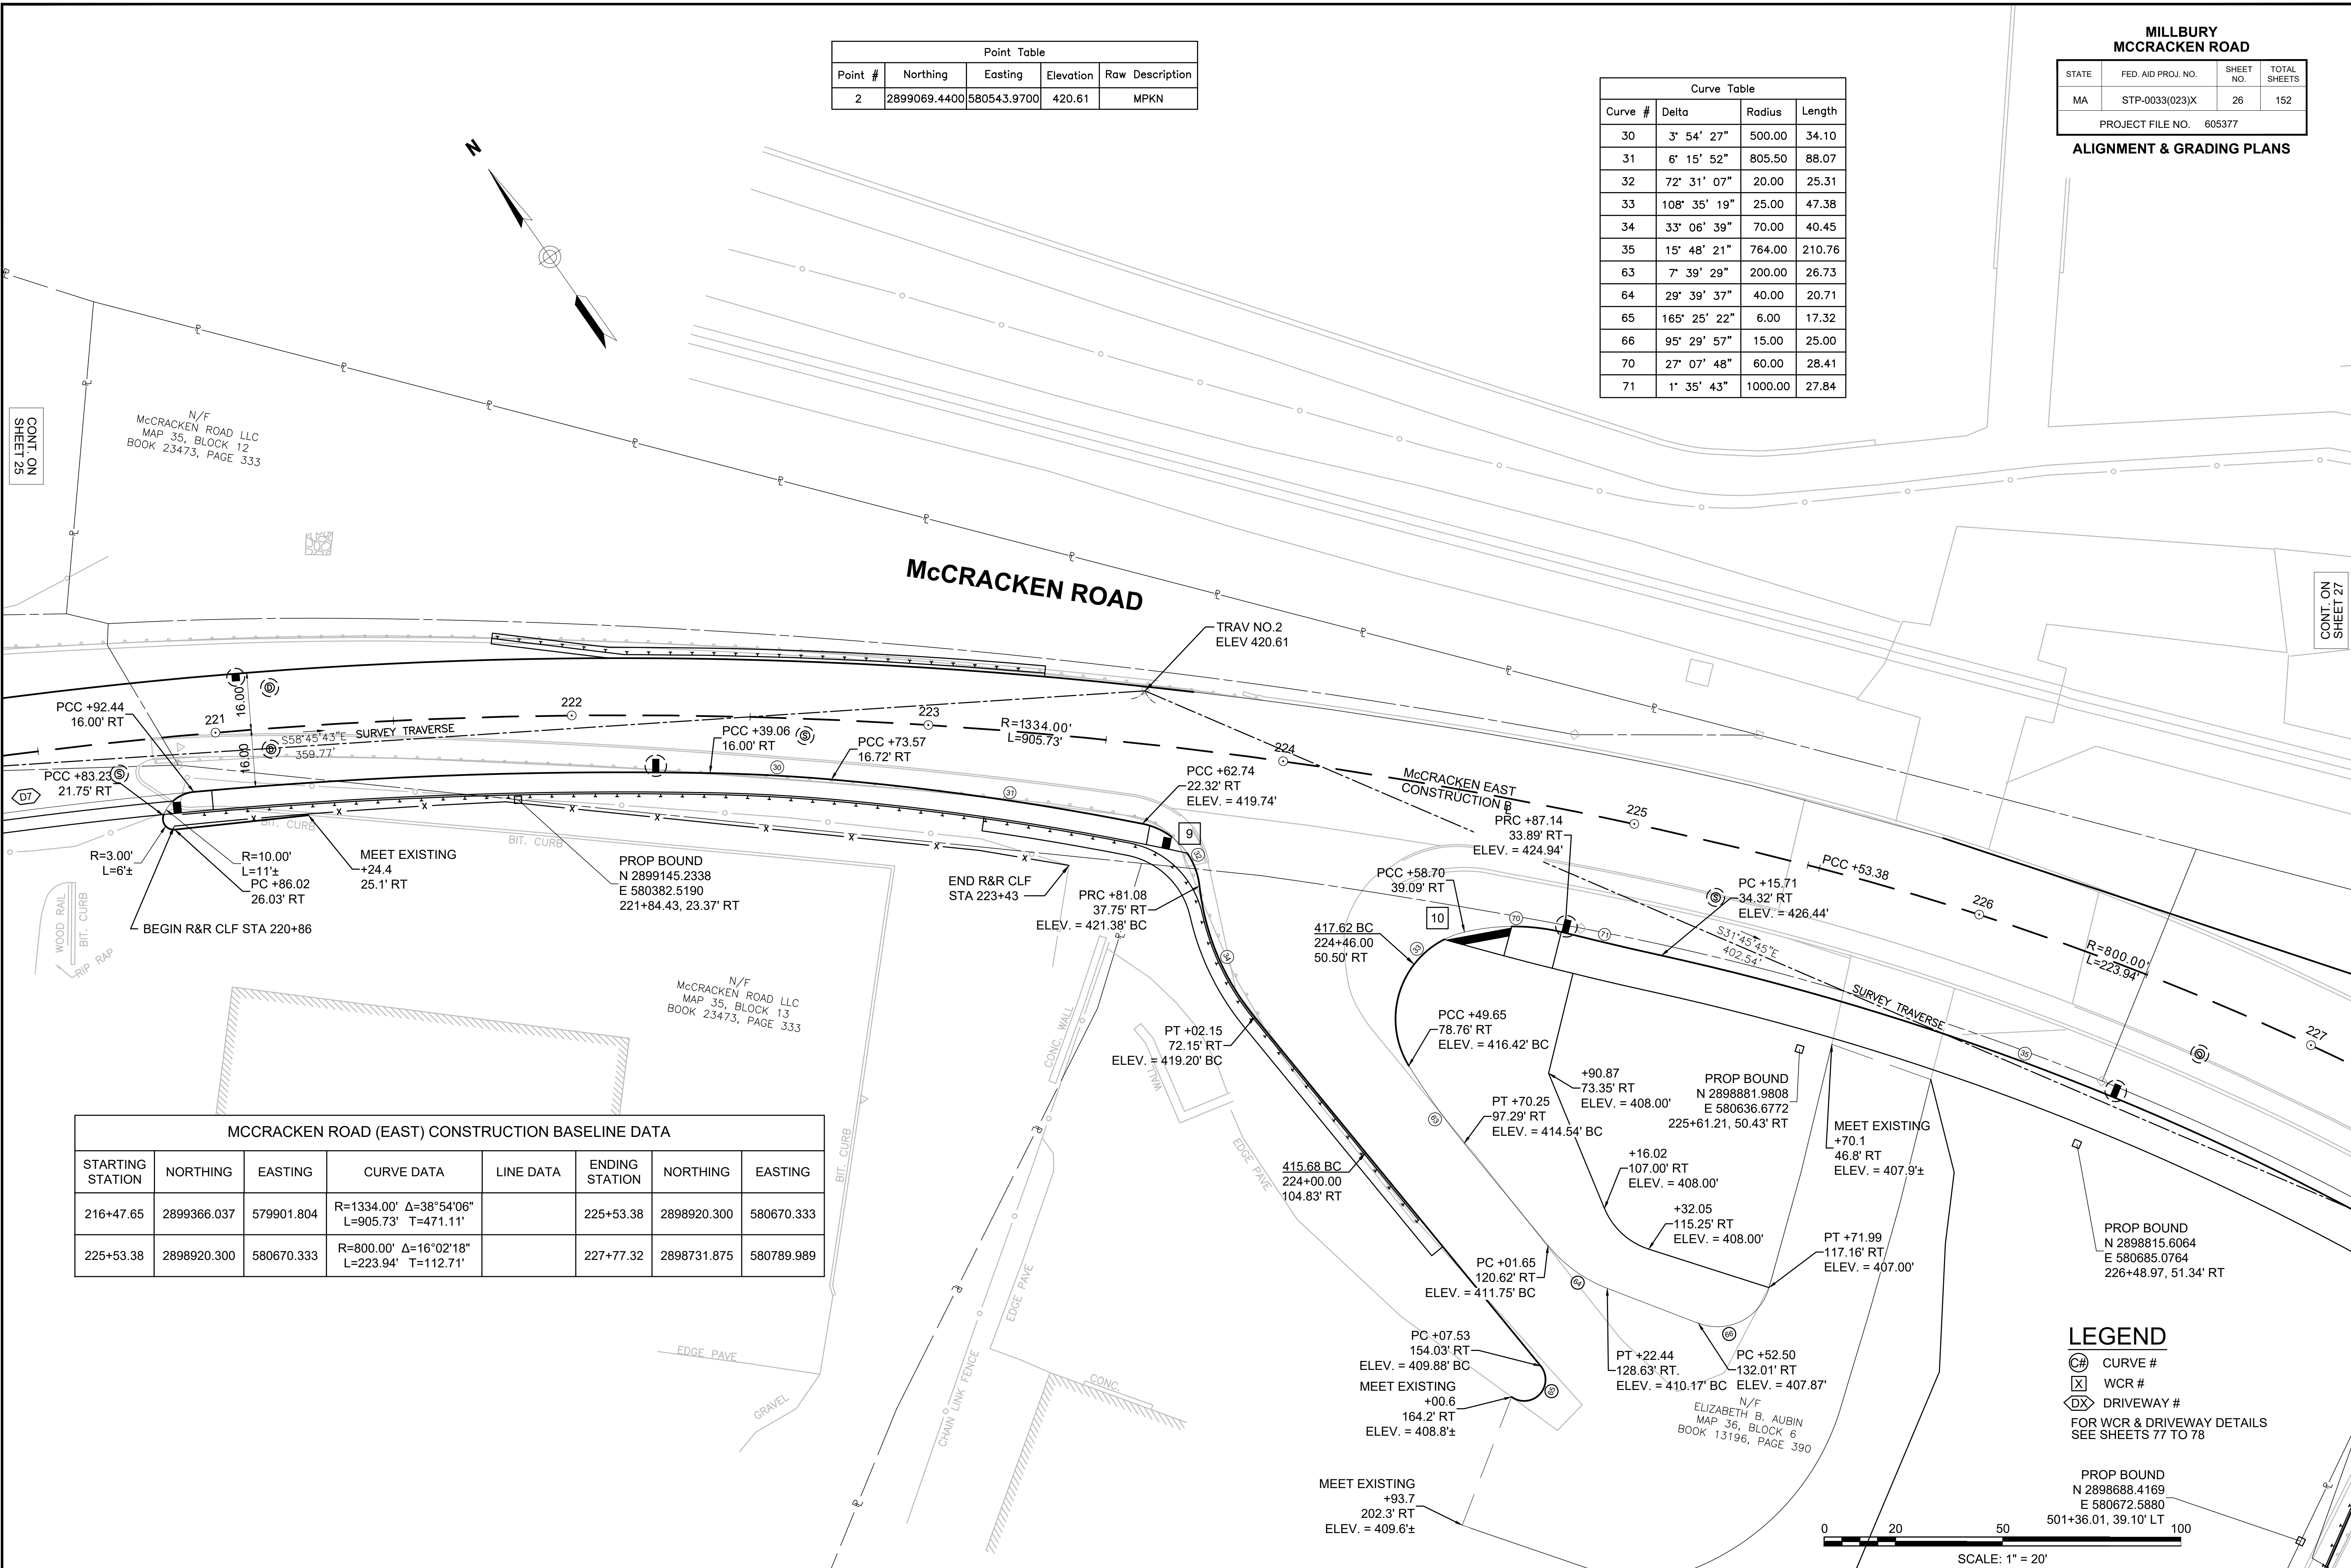 Point Table
Point # Northing Easting Elevation Raw Description
2 2899069.4400 580543.9700 420.61 MPKN
Curve Table
Curve # Delta Radius Length
30 3° 54' 27" 500.00 34.10
31 6° 15' 52" 805.50 88.07
32 72° 31' 07" 20.00 25.31
33 108° 35' 19" 25.00 47.38
34 33° 06' 39" 70.00 40.45
35 15° 48' 21" 764.00 210.76
63 7° 39' 29" 200.00 26.73
64 29° 39' 37" 40.00 20.71
65 165° 25' 22" 6.00 17.32
66 95° 29' 57" 15.00 25.00
70 27° 07' 48" 60.00 28.41
71 1° 35' 43" 1000.00 27.84
MILLBURY
MCCRACKEN ROAD
STATE FED. AID PROJ. NO. SHEET NO. TOTAL SHEETS
MA STP-0033(023)X 26 152
PROJECT FILE NO. 605377
ALIGNMENT & GRADING PLANS
N
CONT. ON
SHEET 25
N/F
McCRACKEN ROAD LLC
MAP 35, BLOCK 12
BOOK 23473, PAGE 333
McCRACKEN ROAD
CONT. ON
SHEET 27
TRAV NO.2
ELEV 420.61
PCC +92.44
16.00' RT
16.00'
16.00
D
D
S
S
S
S
221
222
223
224
225
226
227
S58°45'43"E SURVEY TRAVERSE
359.77'
R=1334.00'
L=905.73'
PCC +39.06
16.00' RT
PCC +73.57
16.72' RT
30
31
PCC +83.23
21.75' RT
D7
PCC +62.74
22.32' RT
ELEV. = 419.74'
McCRACKEN EAST
CONSTRUCTION B
PRC +87.14
33.89' RT
ELEV. = 424.94'
PCC +53.38
9
32
R=3.00'
L=6'±
R=10.00'
L=11'±
PC +86.02
26.03' RT
BEGIN R&R CLF STA 220+86
MEET EXISTING
+24.4
25.1' RT
BIT. CURB
BIT. CURB
PROP BOUND
N 2899145.2338
E 580382.5190
221+84.43, 23.37' RT
END R&R CLF
STA 223+43
PRC +81.08
37.75' RT
ELEV. = 421.38' BC
PCC +58.70
39.09' RT
10
70
71
PC +15.71
34.32' RT
ELEV. = 426.44'
S31°45'45"E
402.54'
SURVEY TRAVERSE
R=800.00'
L=223.94'
417.62 BC
224+46.00
50.50' RT
33
34
WOOD RAIL
BIT. CURB
RIP RAP
N/F
McCRACKEN ROAD LLC
MAP 35, BLOCK 13
BOOK 23473, PAGE 333
CONC. WALL
WALL
PT +02.15
72.15' RT
ELEV. = 419.20' BC
PCC +49.65
78.76' RT
ELEV. = 416.42' BC
63
PT +70.25
97.29' RT
ELEV. = 414.54' BC
+90.87
73.35' RT
ELEV. = 408.00'
PROP BOUND
N 2898881.9808
E 580636.6772
225+61.21, 50.43' RT
35
MEET EXISTING
+70.1
46.8' RT
ELEV. = 407.9'±
+16.02
107.00' RT
ELEV. = 408.00'
+32.05
115.25' RT
ELEV. = 408.00'
415.68 BC
224+00.00
104.83' RT
EDGE PAVE
PT +71.99
117.16' RT
ELEV. = 407.00'
PROP BOUND
N 2898815.6064
E 580685.0764
226+48.97, 51.34' RT
MCCRACKEN ROAD (EAST) CONSTRUCTION BASELINE DATA
STARTING STATION NORTHING EASTING CURVE DATA LINE DATA ENDING STATION NORTHING EASTING
216+47.65 2899366.037 579901.804 R=1334.00' Δ=38°54'06" L=905.73' T=471.11' 225+53.38 2898920.300 580670.333
225+53.38 2898920.300 580670.333 R=800.00' Δ=16°02'18" L=223.94' T=112.71' 227+77.32 2898731.875 580789.989
BIT. CURB
EDGE PAVE
PC +01.65
120.62' RT
ELEV. = 411.75' BC
64
PC +07.53
154.03' RT
ELEV. = 409.88' BC
MEET EXISTING
+00.6
164.2' RT
ELEV. = 408.8'±
65
PT +22.44
128.63' RT.
ELEV. = 410.17' BC
66
PC +52.50
132.01' RT
ELEV. = 407.87'
N/F
ELIZABETH B. AUBIN
MAP 36, BLOCK 6
BOOK 13196, PAGE 390
EDGE PAVE
GRAVEL
CHAIN LINK FENCE
CONC.
MEET EXISTING
+93.7
202.3' RT
ELEV. = 409.6'±
LEGEND
C# CURVE #
X WCR #
DX DRIVEWAY #
FOR WCR & DRIVEWAY DETAILS
SEE SHEETS 77 TO 78
PROP BOUND
N 2898688.4169
E 580672.5880
501+36.01, 39.10' LT
0 20 50 100
SCALE: 1" = 20'